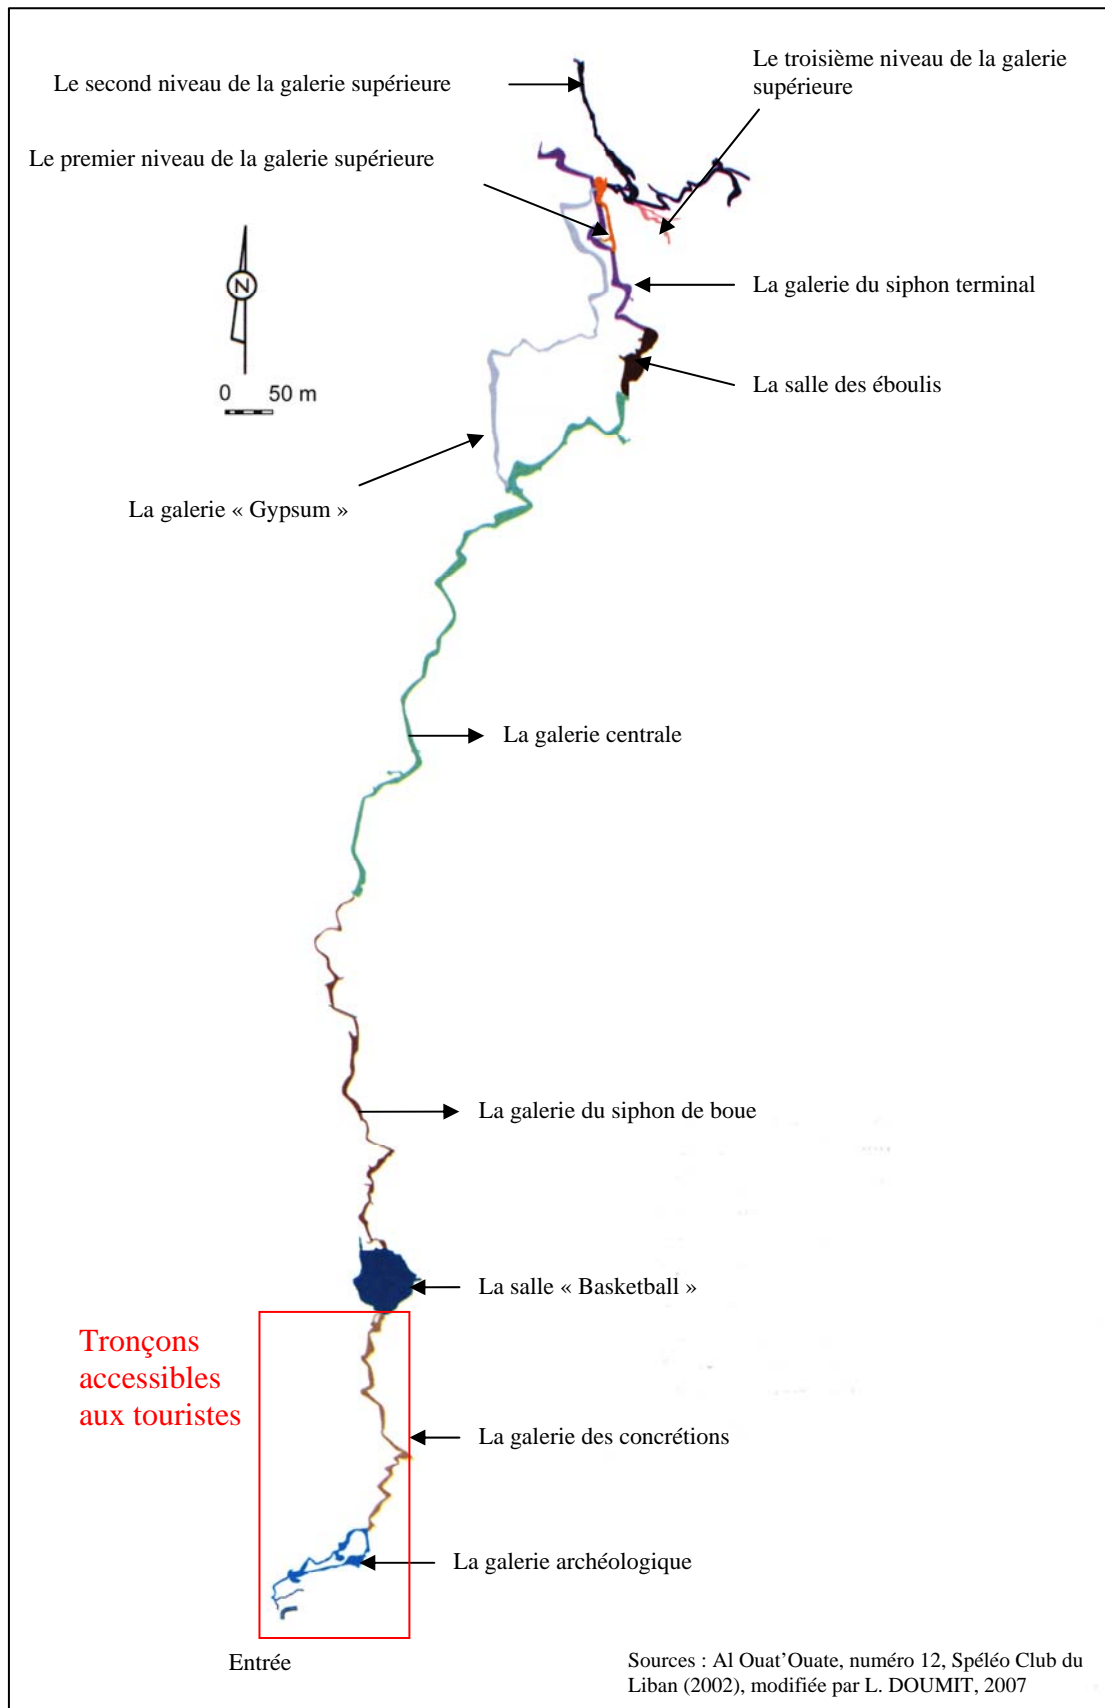 Le second niveau de la galerie supérieure
Le troisième niveau de la galerie
supérieure
Le premier niveau de la galerie supérieure
N
0 50 m
La galerie du siphon terminal
La salle des éboulis
La galerie « Gypsum »
La galerie centrale
La galerie du siphon de boue
La salle « Basketball »
Tronçons
accessibles
aux touristes
La galerie des concrétions
La galerie archéologique
Entrée
Sources : Al Ouat’Ouate, numéro 12, Spéléo Club du
Liban (2002), modifiée par L. DOUMIT, 2007